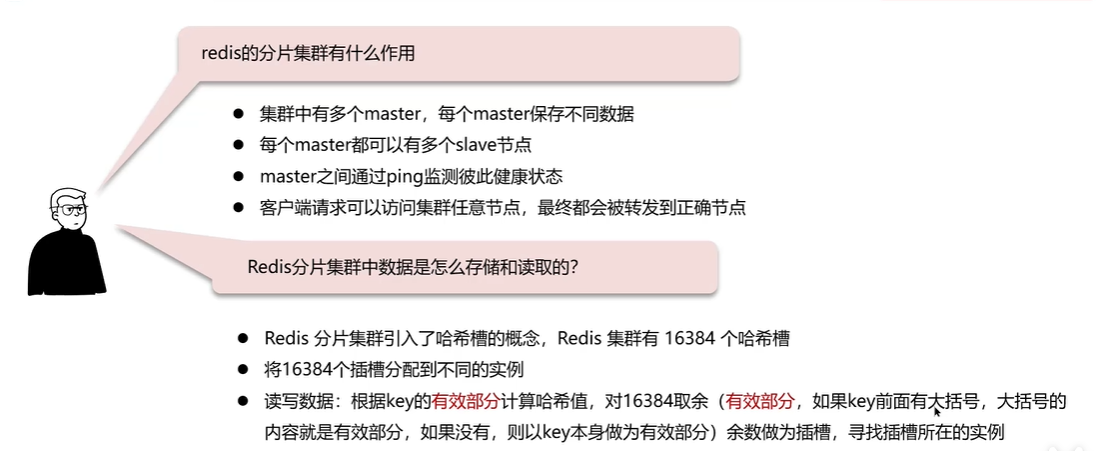 redis的分片集群有什么作用
● 集群中有多个master，每个master保存不同数据
● 每个master都可以有多个slave节点
● master之间通过ping监测彼此健康状态
● 客户端请求可以访问集群任意节点，最终都会被转发到正确节点
Redis分片集群中数据是怎么存储和读取的？
● Redis 分片集群引入了哈希槽的概念，Redis 集群有 16384 个哈希槽
● 将16384个插槽分配到不同的实例
● 读写数据：根据key的有效部分计算哈希值，对16384取余（有效部分，如果key前面有大括号，大括号的
内容就是有效部分，如果没有，则以key本身做为有效部分）余数做为插槽，寻找插槽所在的实例